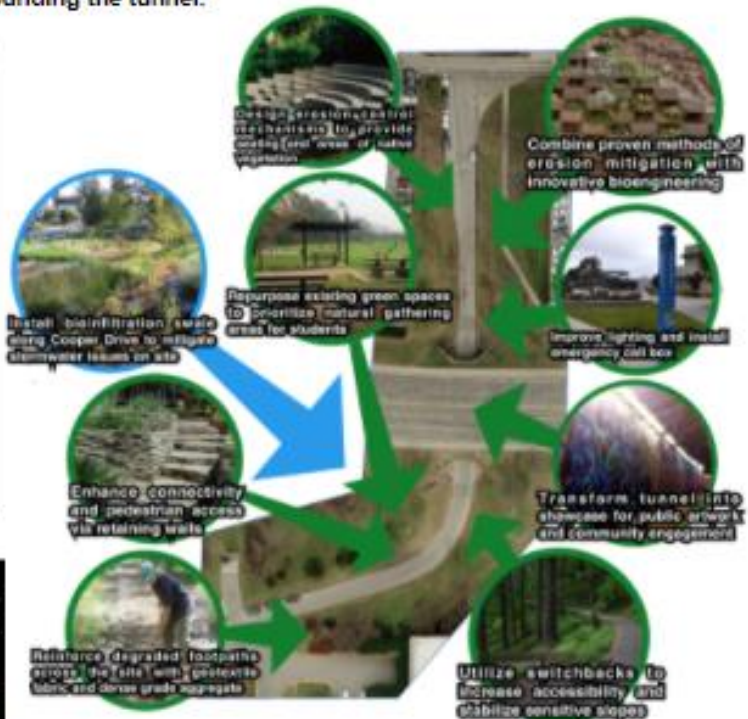 unding the tunnel.
Design erosion control
mechanisms to provide
seating and areas of native
vegetation
Combine proven methods of
erosion mitigation with
innovative bioengineering
Install bioinfiltration swale
along Cooper Drive to mitigate
stormwater issues on site
Repurpose existing green spaces
to prioritize natural gathering
areas for students
Improve lighting and install
emergency call box
Enhance connectivity
and pedestrian access
via retaining walls
Transform tunnel into
showcase for public artwork
and community engagement
Reinforce degraded footpaths
across the site with geotextile
fabric and dense grade aggregate
Utilize switchbacks to
increase accessibility and
stabilize sensitive slopes